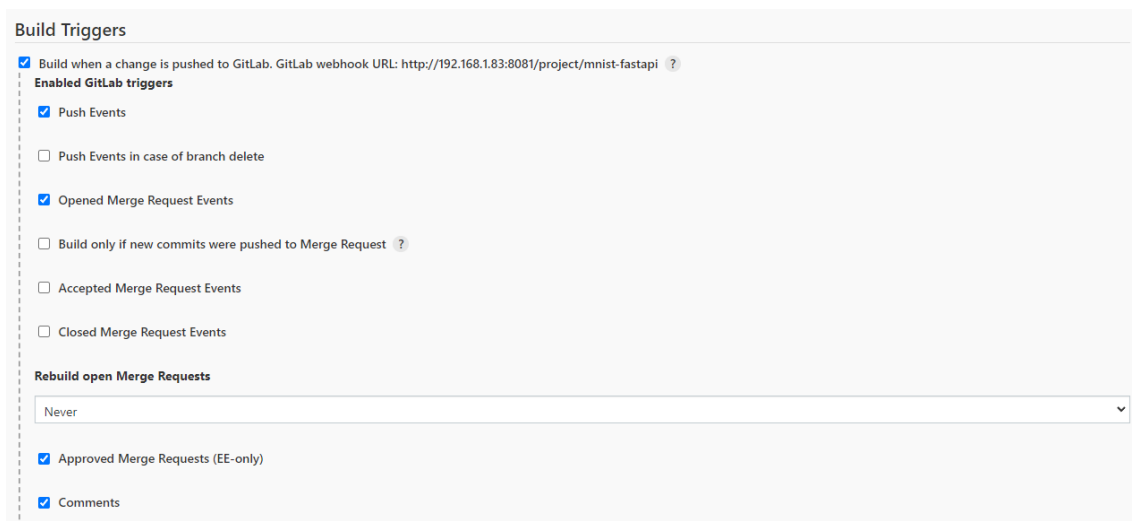 Build Triggers
Build when a change is pushed to GitLab. GitLab webhook URL: http://192.168.1.83:8081/project/mnist-fastapi ?
Enabled GitLab triggers
Push Events
Push Events in case of branch delete
Opened Merge Request Events
Build only if new commits were pushed to Merge Request ?
Accepted Merge Request Events
Closed Merge Request Events
Rebuild open Merge Requests
Never
Approved Merge Requests (EE-only)
Comments